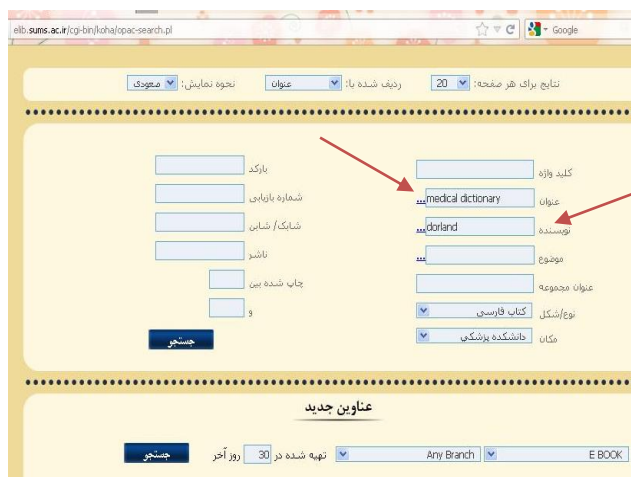 elib.sums.ac.ir/cgi-bin/koha/opac-search.pl
Google
نتایج برای هر صفحه: 20 ردیف شده با: عنوان نحوه نمایش: صعودی
کلید واژه
عنوان medical dictionary ...
نویسنده dorland ...
موضوع ...
عنوان مجموعه
نوع/شکل کتاب فارسی
مکان دانشکده پزشکی
بارکد
شماره بازیابی
شابک/ شاپن
ناشر
چاپ شده بین
و
جستجو
عناوین جدید
E BOOK Any Branch تهیه شده در 30 روز آخر جستجو